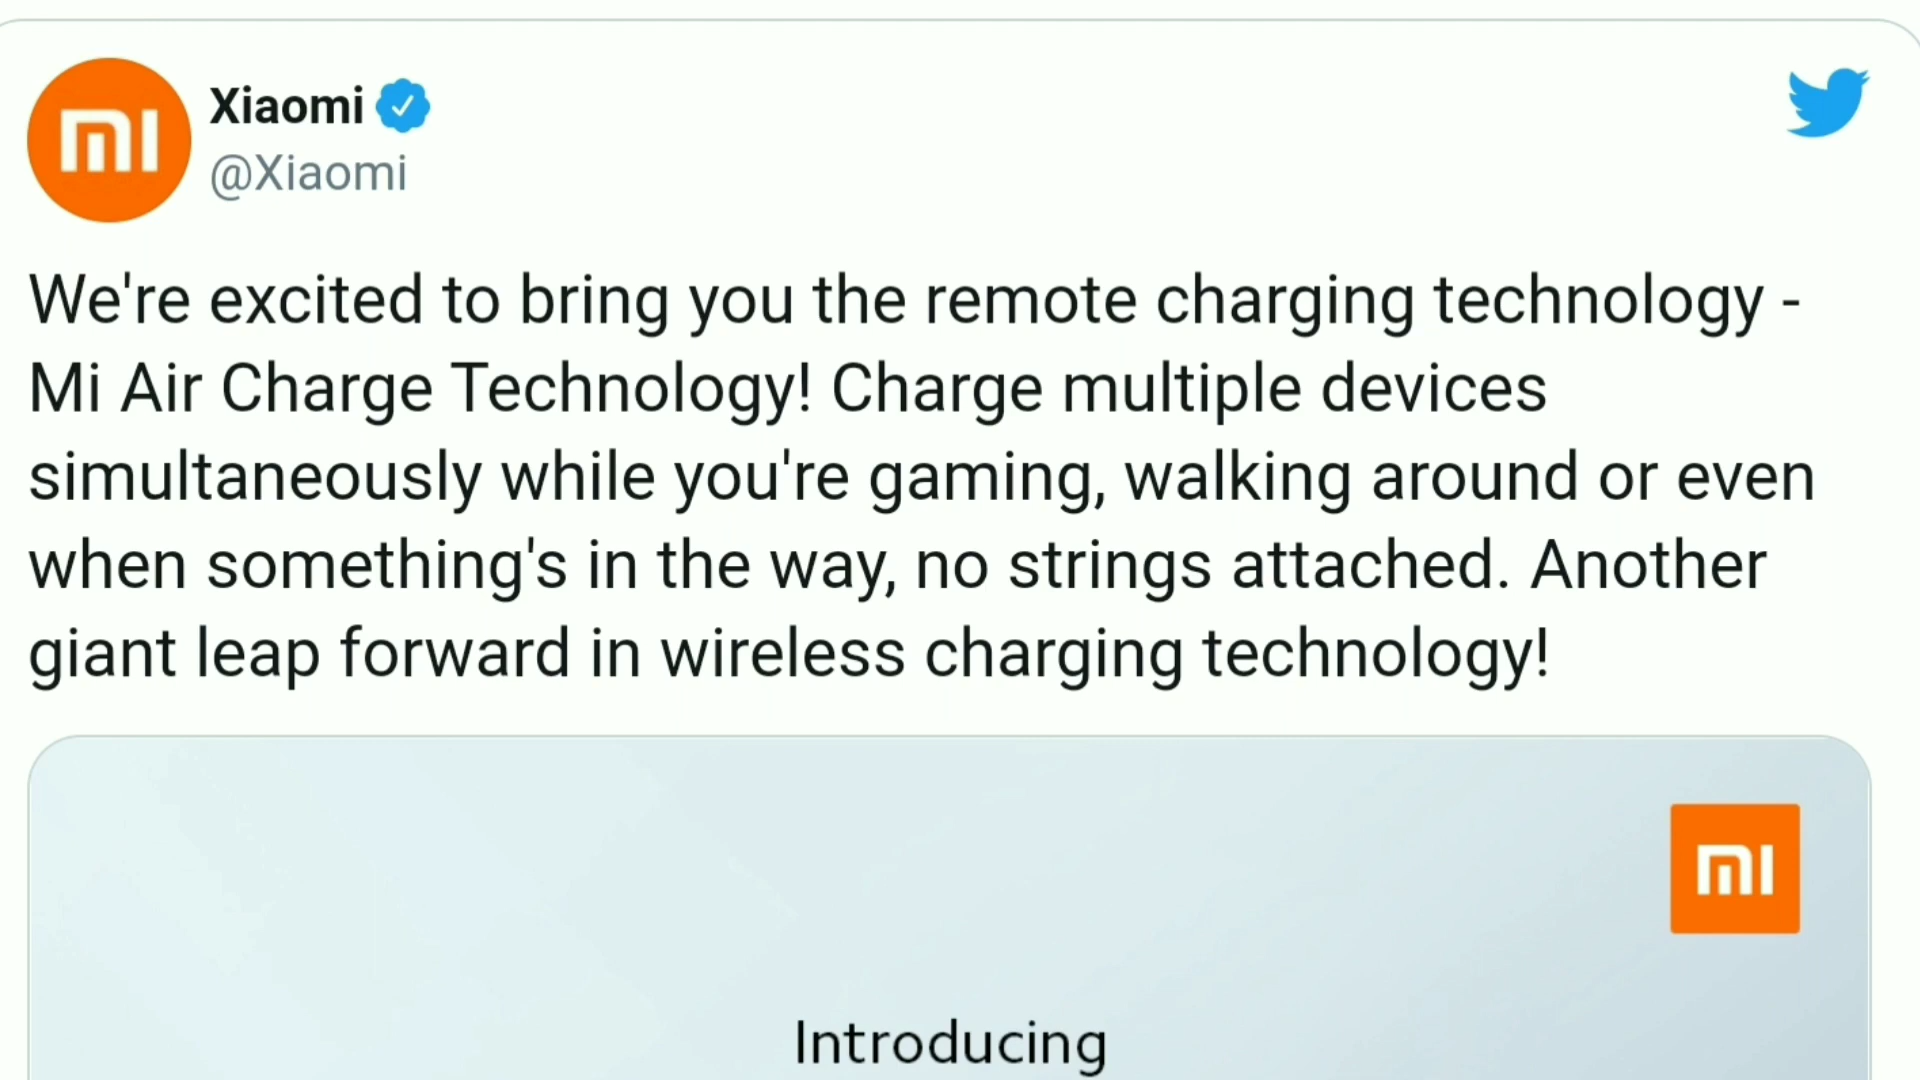 mi
Xiaomi
@Xiaomi
We're excited to bring you the remote charging technology -
Mi Air Charge Technology! Charge multiple devices
simultaneously while you're gaming, walking around or even
when something's in the way, no strings attached. Another
giant leap forward in wireless charging technology!
mi
Introducing